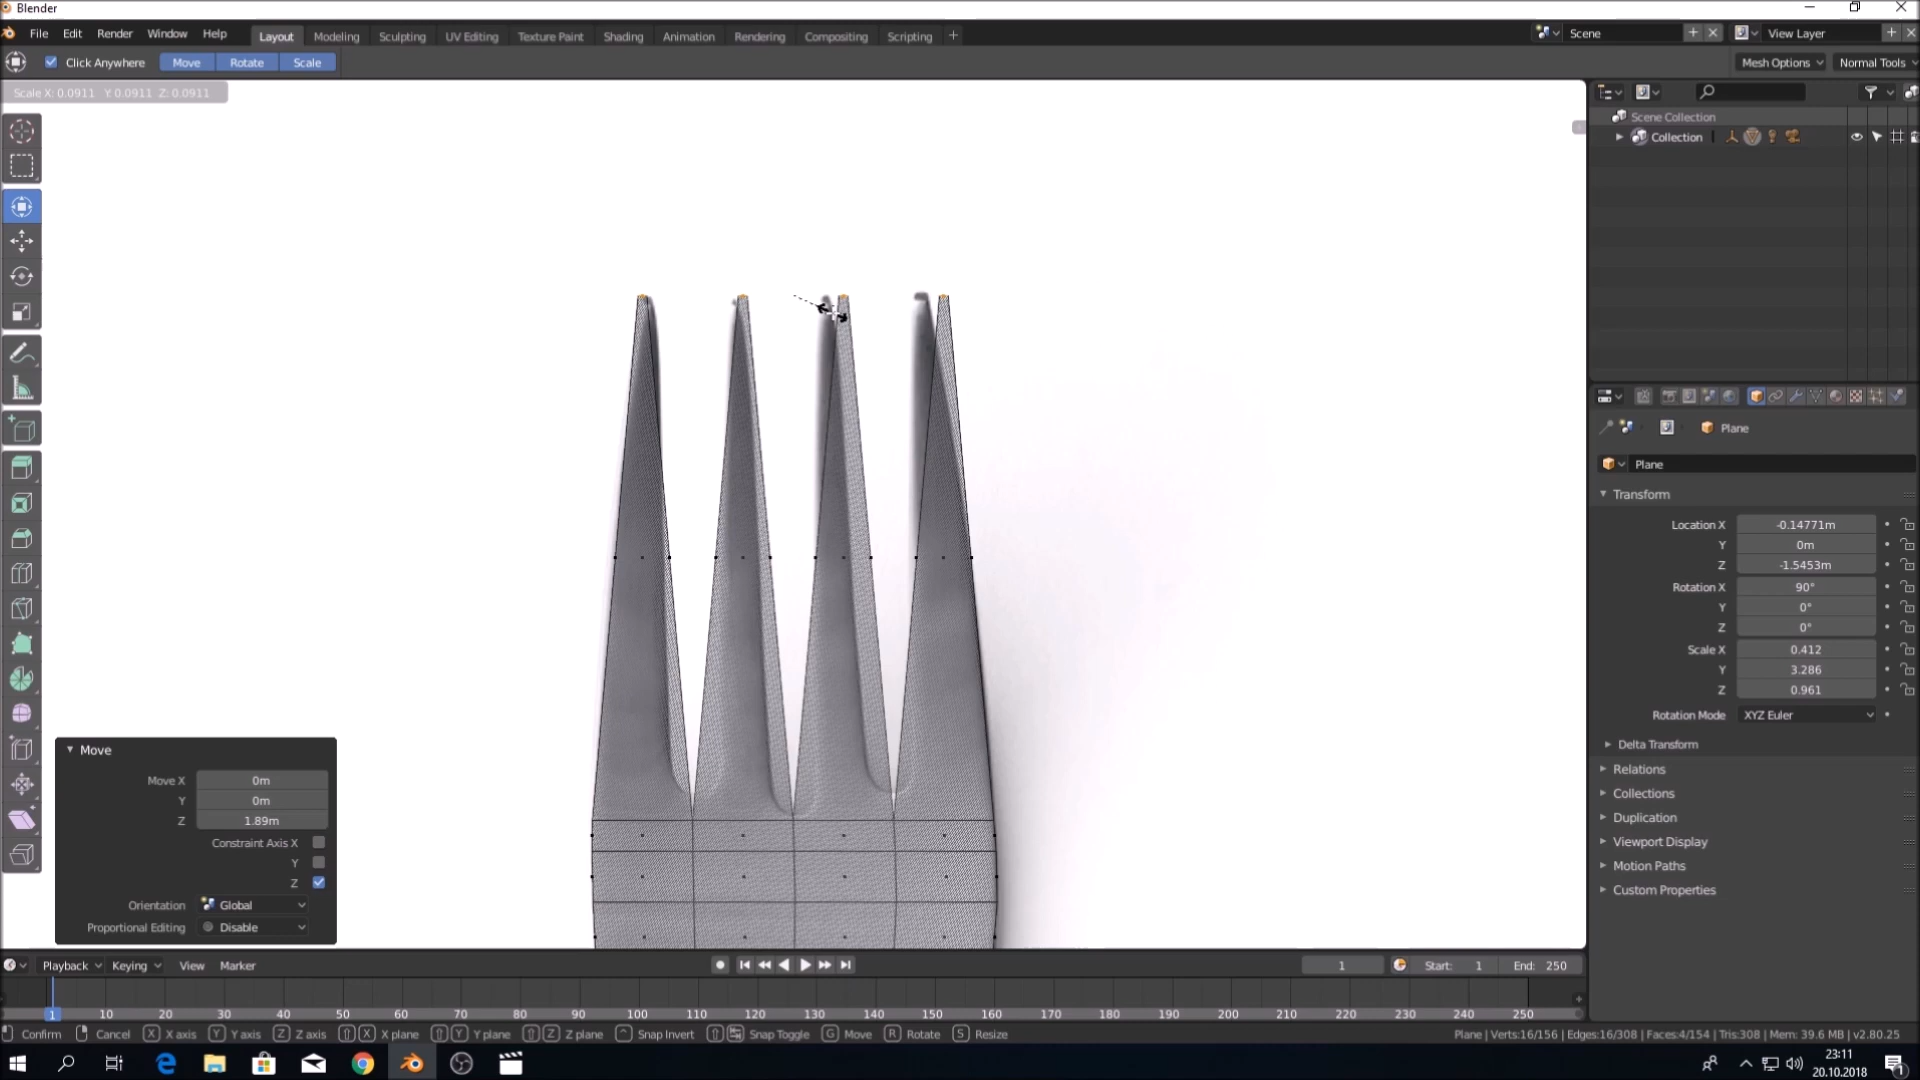 Blender
File Edit Render Window Help Layout Modeling Sculpting UV Editing Texture Paint Shading Animation Rendering Compositing Scripting + Scene View Layer
Click Anywhere Move Rotate Scale Mesh Options Normal Tools
Scale X: 0.0911 Y: 0.0911 Z: 0.0911
Scene Collection
Collection
Plane
Plane
Transform
Location X -0.14771m
Y 0m
Z -1.5453m
Rotation X 90°
Y 0°
Z 0°
Scale X 0.412
Y 3.286
Z 0.961
Rotation Mode XYZ Euler
Delta Transform
Relations
Collections
Duplication
Viewport Display
Motion Paths
Custom Properties
Move
Move X 0m
Y 0m
Z 1.89m
Constraint Axis X
Y
Z
Orientation Global
Proportional Editing Disable
Playback Keying View Marker 1 Start: 1 End: 250
1 10 20 30 40 50 60 70 80 90 100 110 120 130 140 150 160 170 180 190 200 210 220 230 240 250
Confirm Cancel X X axis Y Y axis Z Z axis X X plane Y Y plane Z Z plane Snap Invert Snap Toggle G Move R Rotate S Resize Plane | Verts:16/156 | Edges:16/308 | Faces:4/154 | Tris:308 | Mem: 39.6 MB | v2.80.25
23:11
20.10.2018
1